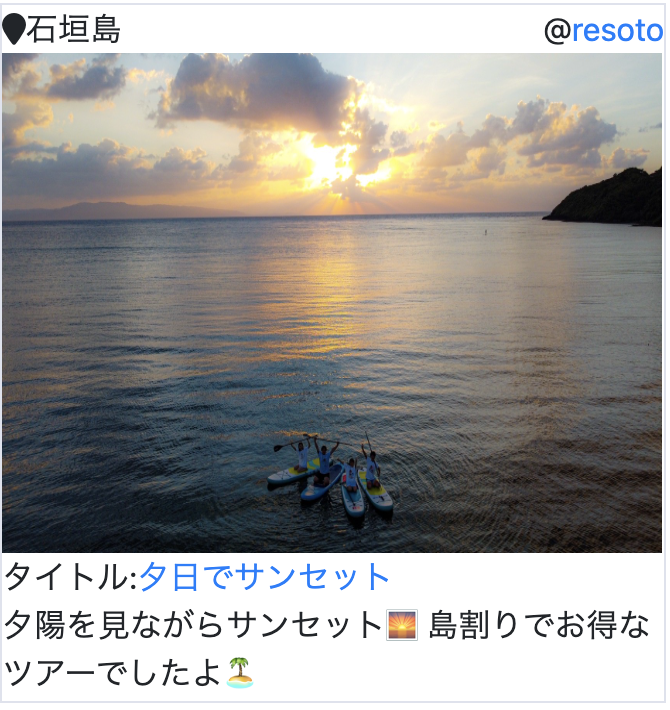 石垣島 @resoto
タイトル:夕日でサンセット
夕陽を見ながらサンセット🌅 島割りでお得な
ツアーでしたよ🏝️